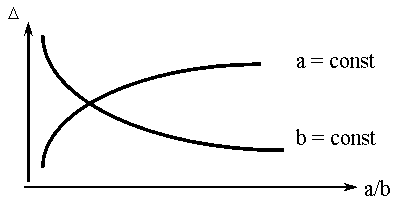 Δ
a = const
b = const
a/b